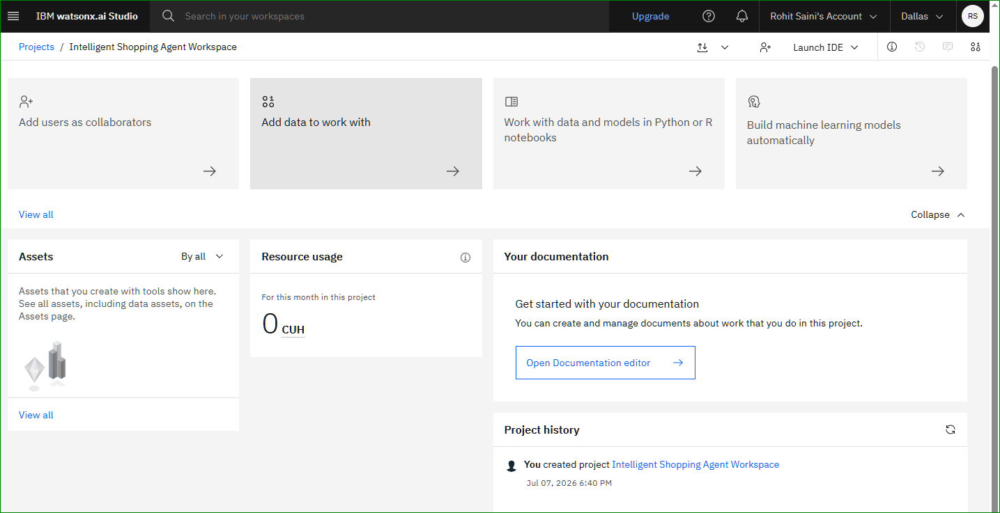 IBM watsonx.ai Studio
Search in your workspaces
Upgrade
Rohit Saini's Account
Dallas
RS
Projects / Intelligent Shopping Agent Workspace
Launch IDE
Add users as collaborators
Add data to work with
Work with data and models in Python or R
notebooks
Build machine learning models
automatically
View all
Collapse
Assets
By all
Assets that you create with tools show here.
See all assets, including data assets, on the
Assets page.
View all
Resource usage
For this month in this project
0 CUH
Your documentation
Get started with your documentation
You can create and manage documents about work that you do in this project.
Open Documentation editor
Project history
You created project Intelligent Shopping Agent Workspace
Jul 07, 2026 6:40 PM